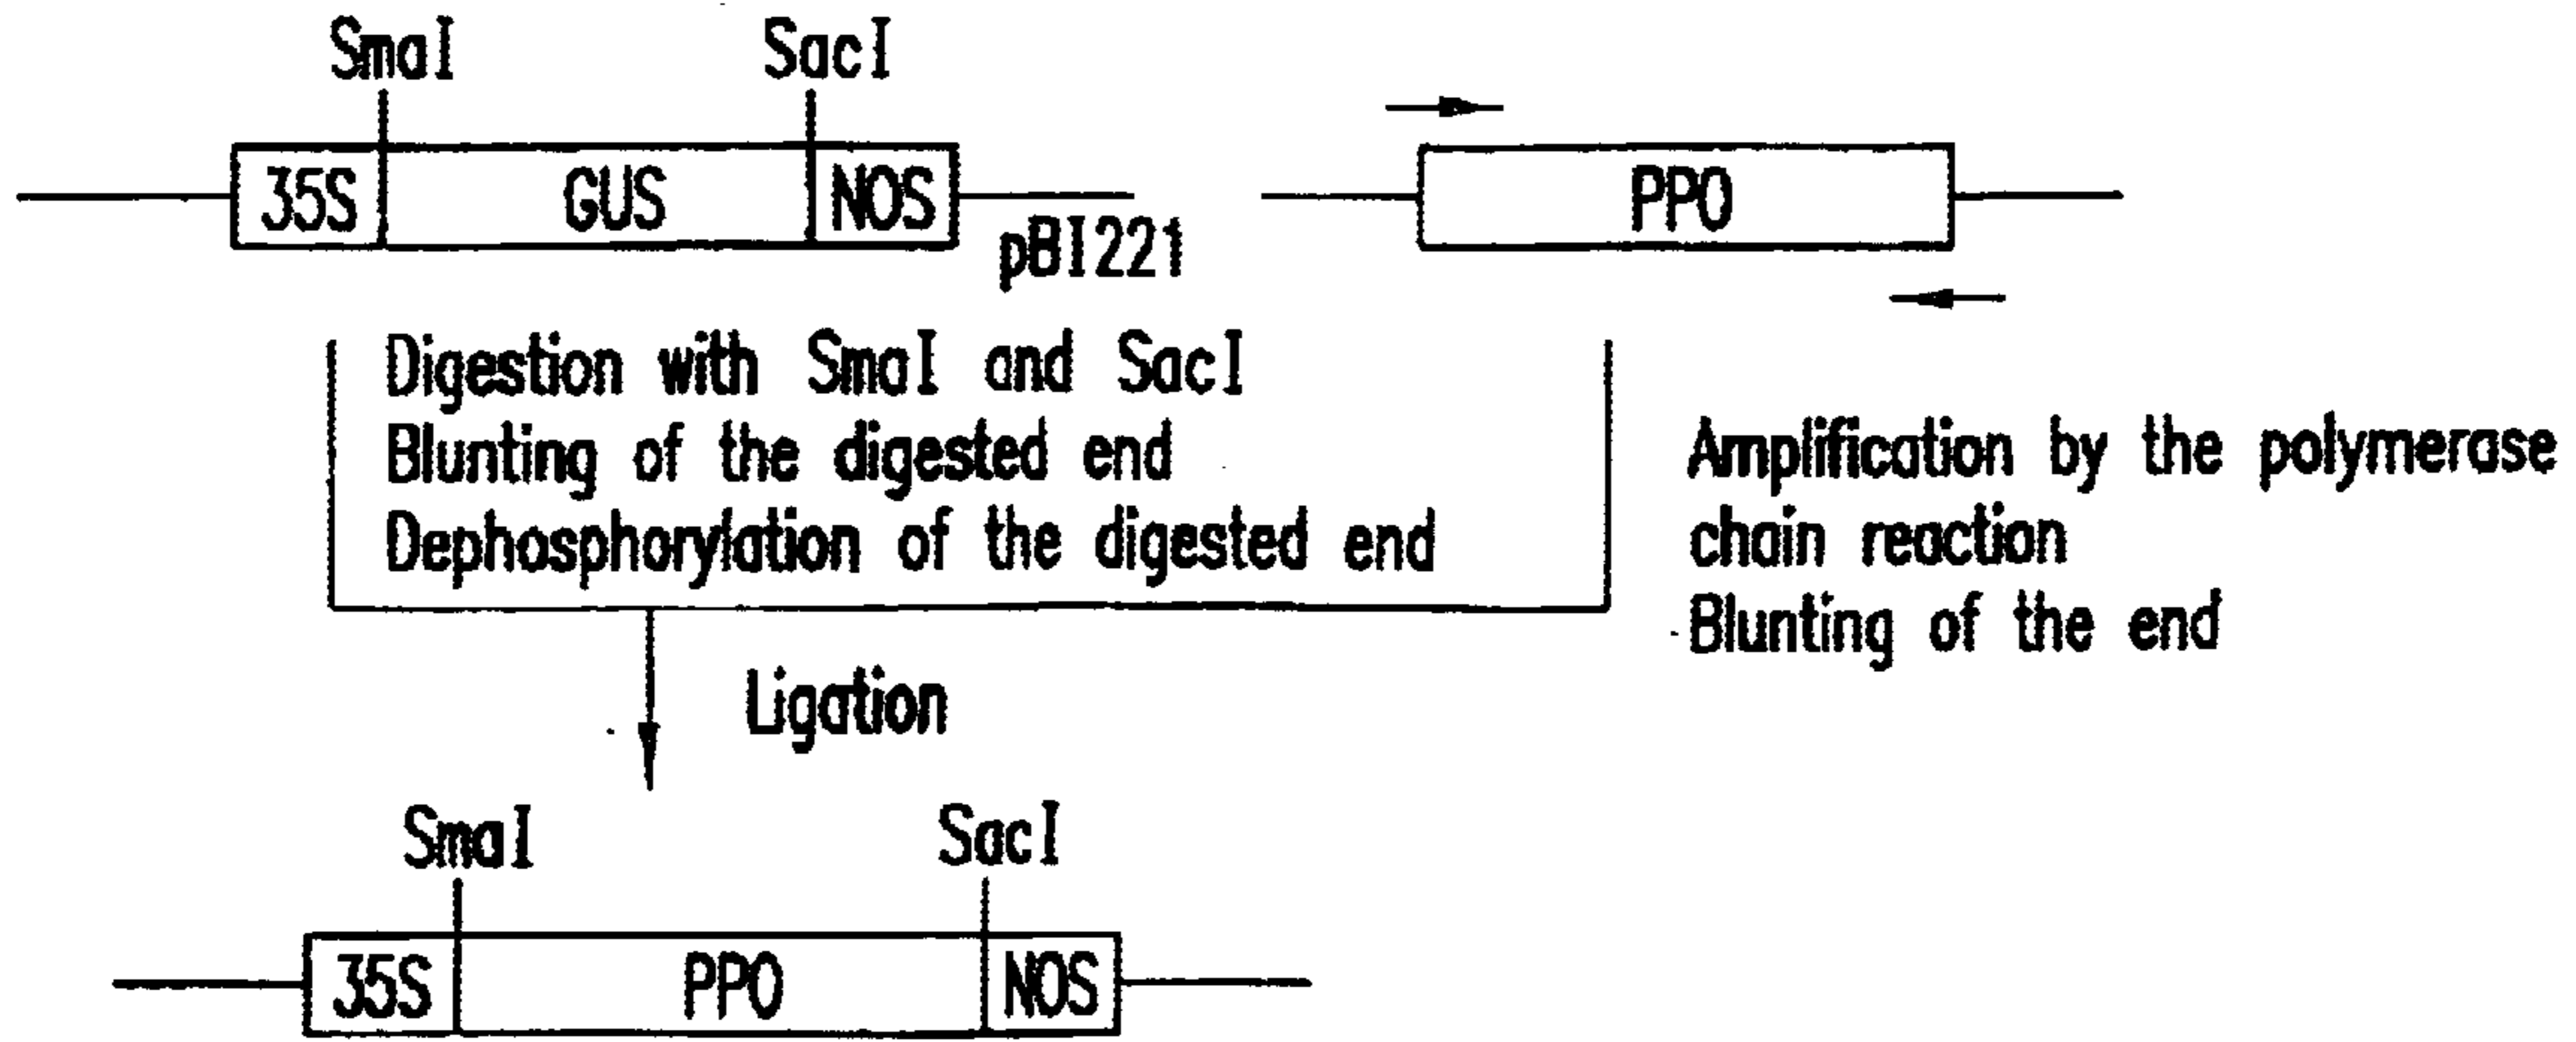 SmaI SacI
35S GUS NOS
pBI221
PPO
Digestion with SmaI and SacI
Blunting of the digested end
Dephosphorylation of the digested end
Amplification by the polymerase
chain reaction
Blunting of the end
Ligation
SmaI SacI
35S PPO NOS